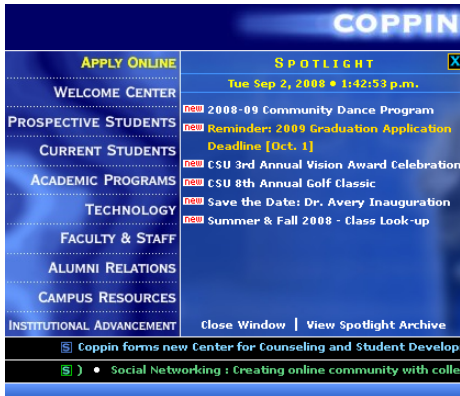 COPPIN
APPLY ONLINE
WELCOME CENTER
PROSPECTIVE STUDENTS
CURRENT STUDENTS
ACADEMIC PROGRAMS
TECHNOLOGY
FACULTY & STAFF
ALUMNI RELATIONS
CAMPUS RESOURCES
INSTITUTIONAL ADVANCEMENT
SPOTLIGHT X
Tue Sep 2, 2008 • 1:42:53 p.m.
new 2008-09 Community Dance Program
new Reminder: 2009 Graduation Application
Deadline [Oct. 1]
new CSU 3rd Annual Vision Award Celebration
new CSU 8th Annual Golf Classic
new Save the Date: Dr. Avery Inauguration
new Summer & Fall 2008 - Class Look-up
Close Window | View Spotlight Archive
S Coppin forms new Center for Counseling and Student Develop
S ) • Social Networking : Creating online community with colle